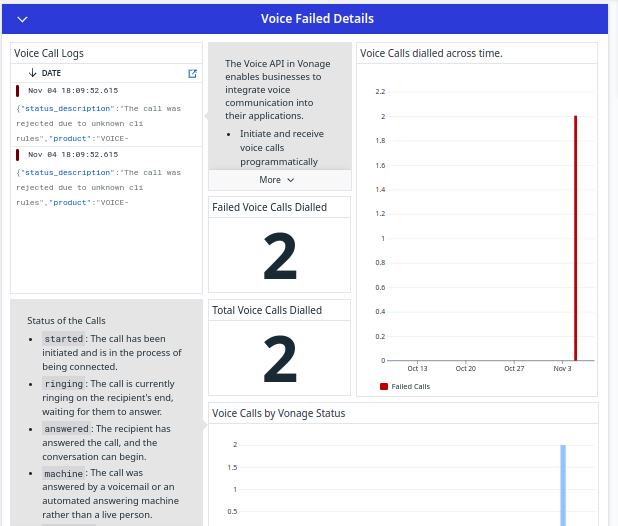 Voice Failed Details
Voice Call Logs
DATE
Nov 04 18:09:52.615
{"status_description":"The call was
rejected due to unknown cli
rules","product":"VOICE-
Nov 04 18:09:52.615
{"status_description":"The call was
rejected due to unknown cli
rules","product":"VOICE-
The Voice API in Vonage
enables businesses to
integrate voice
communication into
their applications.
• Initiate and receive
voice calls
programmatically
More
Failed Voice Calls Dialled
2
Total Voice Calls Dialled
2
Voice Calls dialled across time.
2.2
2
1.8
1.6
1.4
1.2
1
0.8
0.6
0.4
0.2
0
Oct 13
Oct 20
Oct 27
Nov 3
Failed Calls
Status of the Calls
• started: The call has been
initiated and is in the process of
being connected.
• ringing: The call is currently
ringing on the recipient's end,
waiting for them to answer.
• answered: The recipient has
answered the call, and the
conversation can begin.
• machine: The call was
answered by a voicemail or an
automated answering machine
rather than a live person.
Voice Calls by Vonage Status
2
1.5
1
0.5